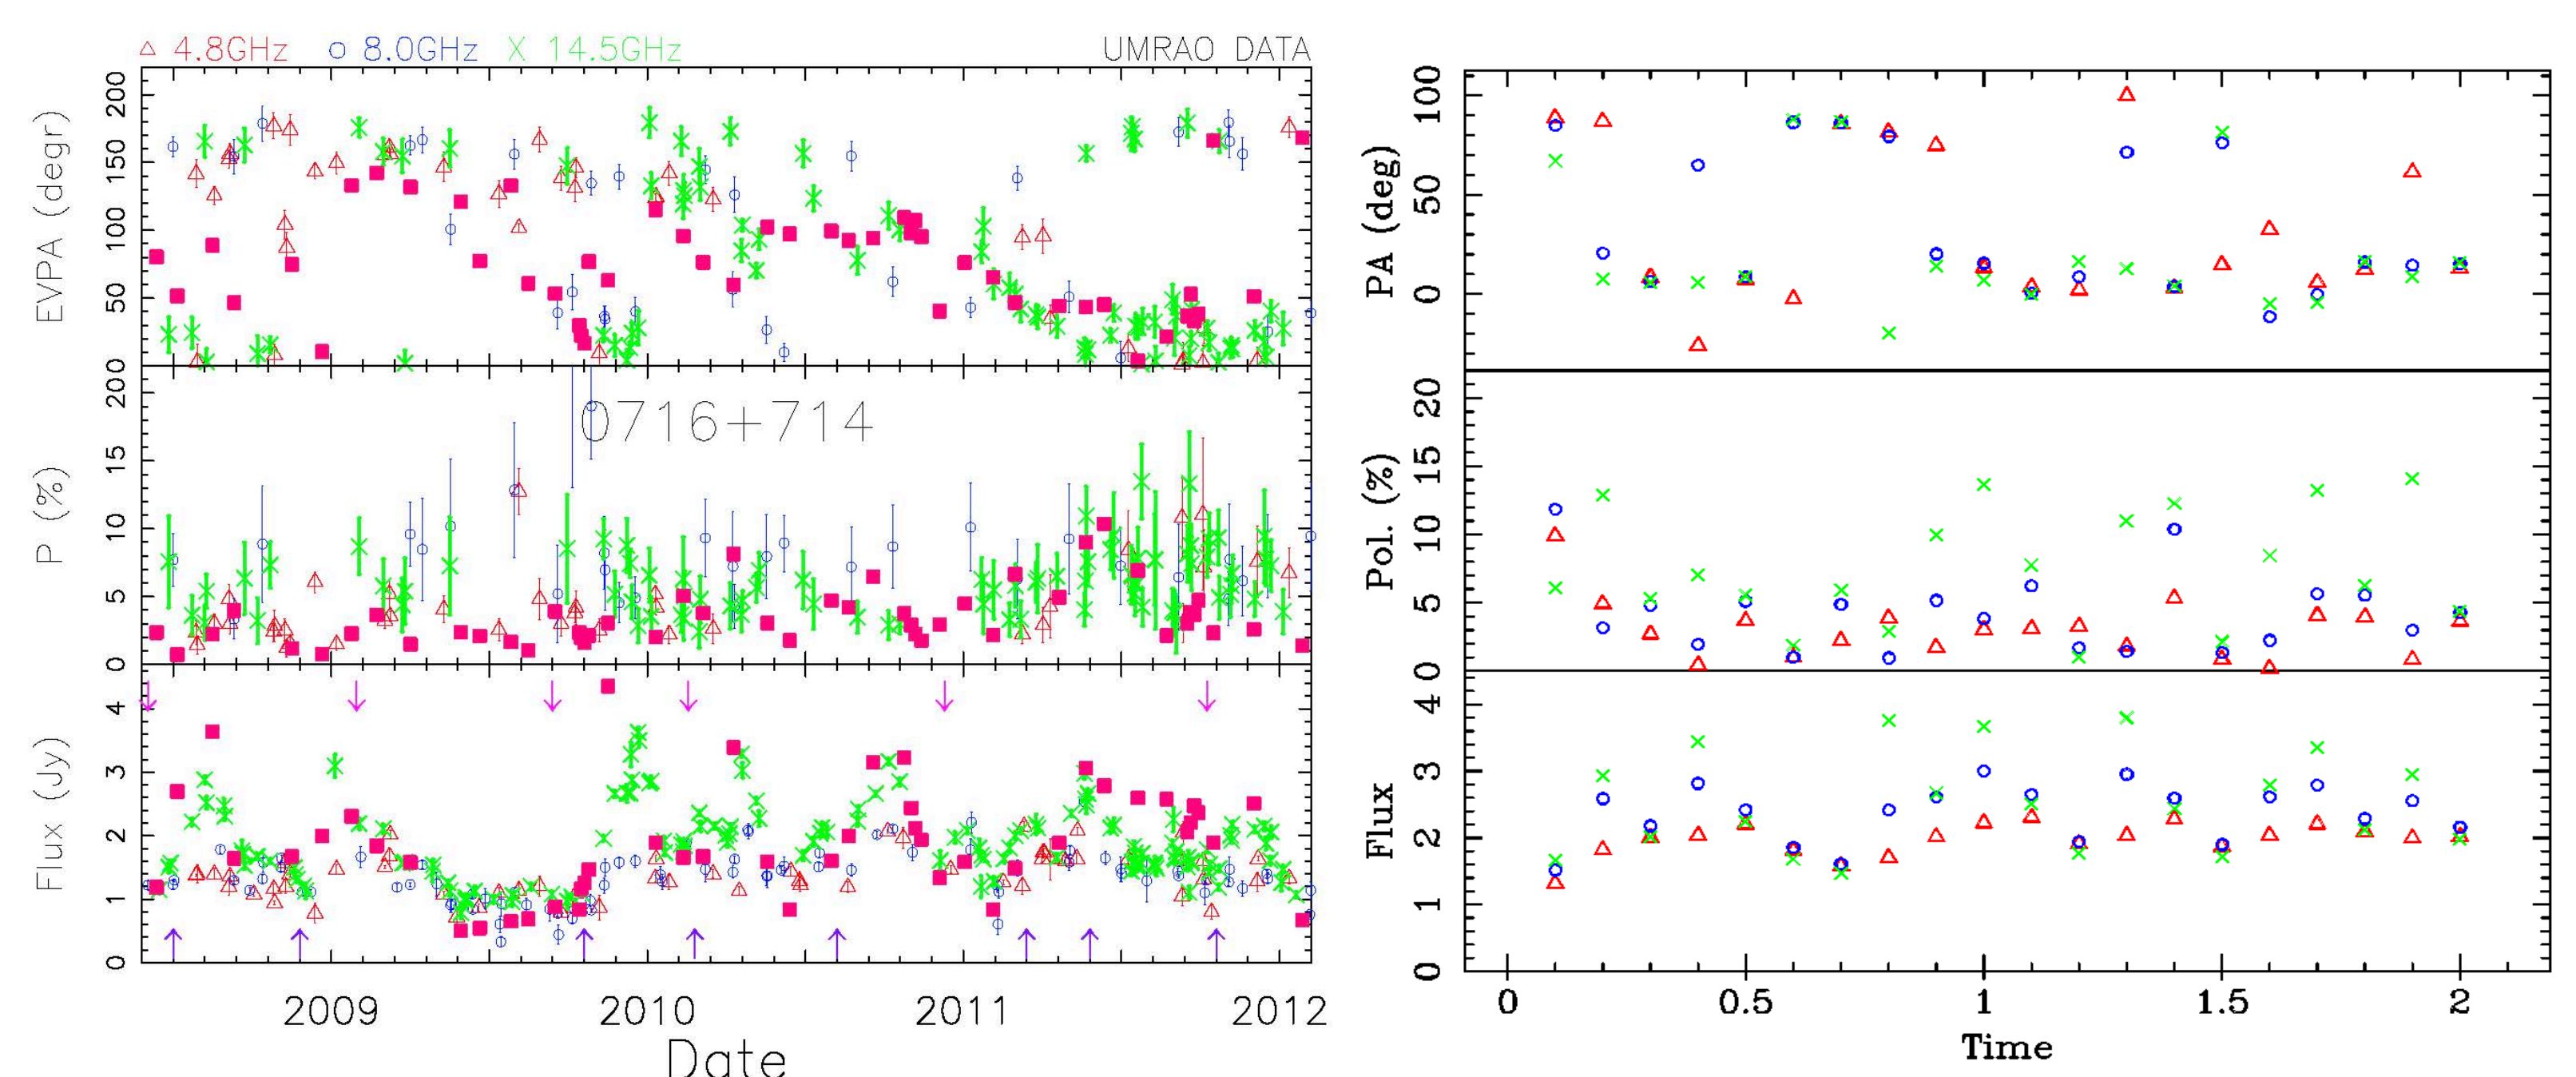 △ 4.8GHz ○ 8.0GHz X 14.5GHz UMRAO DATA
EVPA (degr)
200
150
100
50
0
P (%)
20
15
10
5
0
0716+714
Flux (Jy)
4
3
2
1
0
2009 2010 2011 2012
Date
PA (deg)
100
50
0
Pol. (%)
20
15
10
5
0
Flux
4
3
2
1
0
0 0.5 1 1.5 2
Time